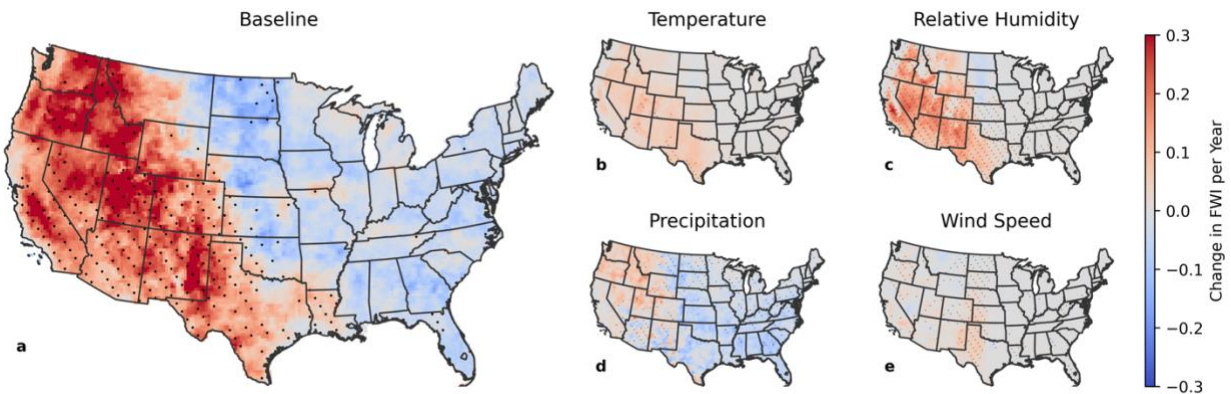 Baseline
Temperature
Relative Humidity
a
b
c
Precipitation
Wind Speed
d
e
0.3
0.2
0.1
0.0
−0.1
−0.2
−0.3
Change in FWI per Year